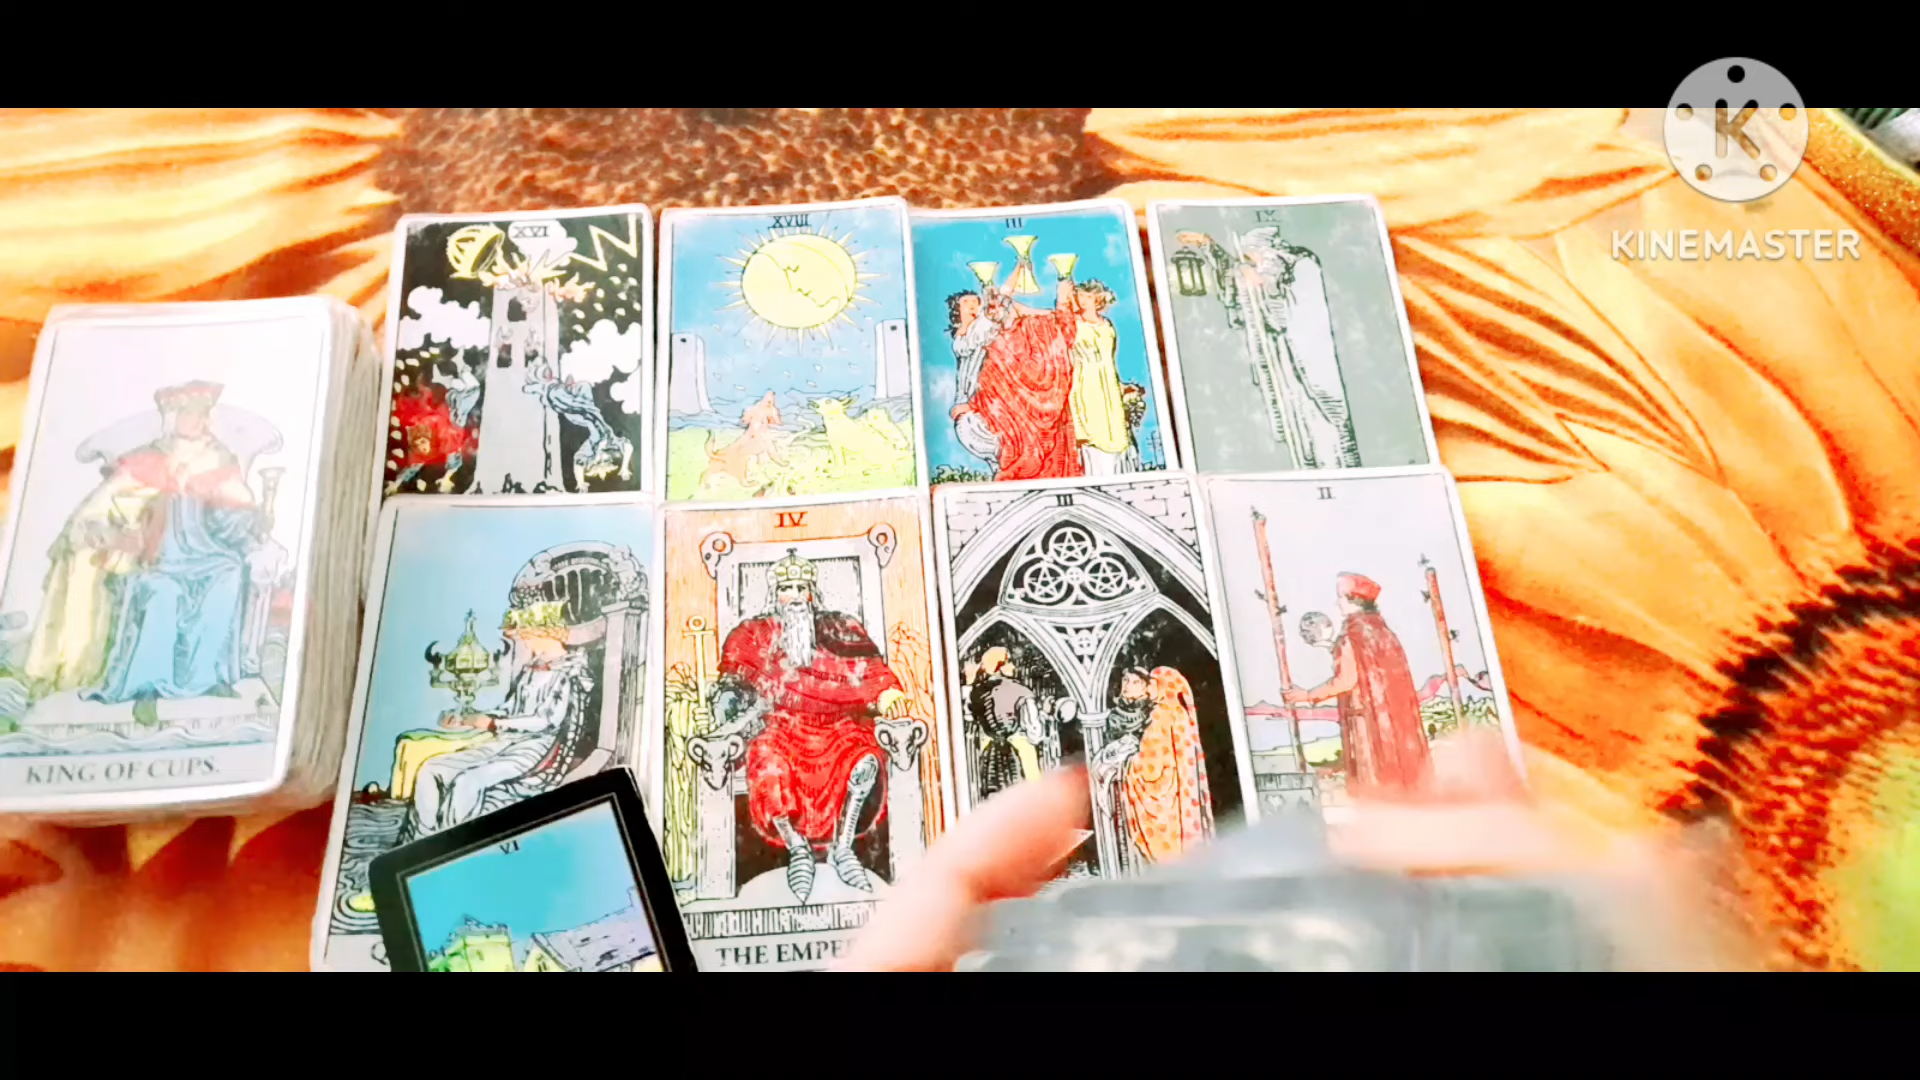 K
KINEMASTER
XVI
XVIII
III
IX
KING OF CUPS.
IV
III
II
VI
THE EMPE